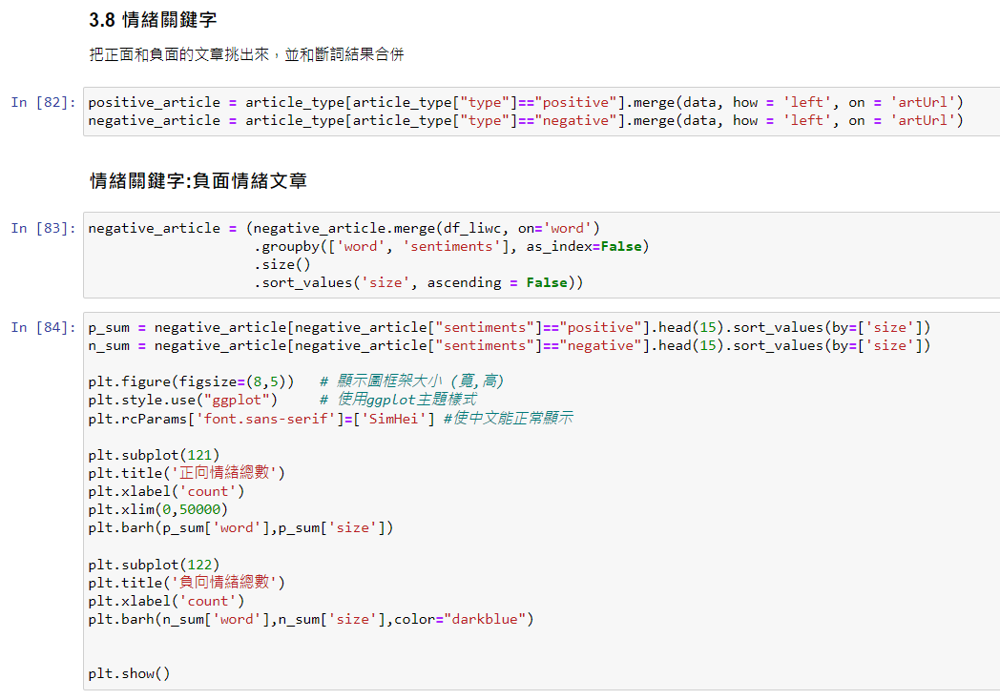 3.8 情緒關鍵字
把正面和負面的文章挑出來，並和斷詞結果合併
In [82]: positive_article = article_type[article_type["type"]=="positive"].merge(data, how = 'left', on = 'artUrl')
negative_article = article_type[article_type["type"]=="negative"].merge(data, how = 'left', on = 'artUrl')
情緒關鍵字:負面情緒文章
In [83]: negative_article = (negative_article.merge(df_liwc, on='word')
.groupby(['word', 'sentiments'], as_index=False)
.size()
.sort_values('size', ascending = False))
In [84]: p_sum = negative_article[negative_article["sentiments"]=="positive"].head(15).sort_values(by=['size'])
n_sum = negative_article[negative_article["sentiments"]=="negative"].head(15).sort_values(by=['size'])
plt.figure(figsize=(8,5))   # 顯示圖框架大小 (寬,高)
plt.style.use("ggplot")     # 使用ggplot主題樣式
plt.rcParams['font.sans-serif']=['SimHei'] #使中文能正常顯示
plt.subplot(121)
plt.title('正向情緒總數')
plt.xlabel('count')
plt.xlim(0,50000)
plt.barh(p_sum['word'],p_sum['size'])
plt.subplot(122)
plt.title('負向情緒總數')
plt.xlabel('count')
plt.barh(n_sum['word'],n_sum['size'],color="darkblue")
plt.show()